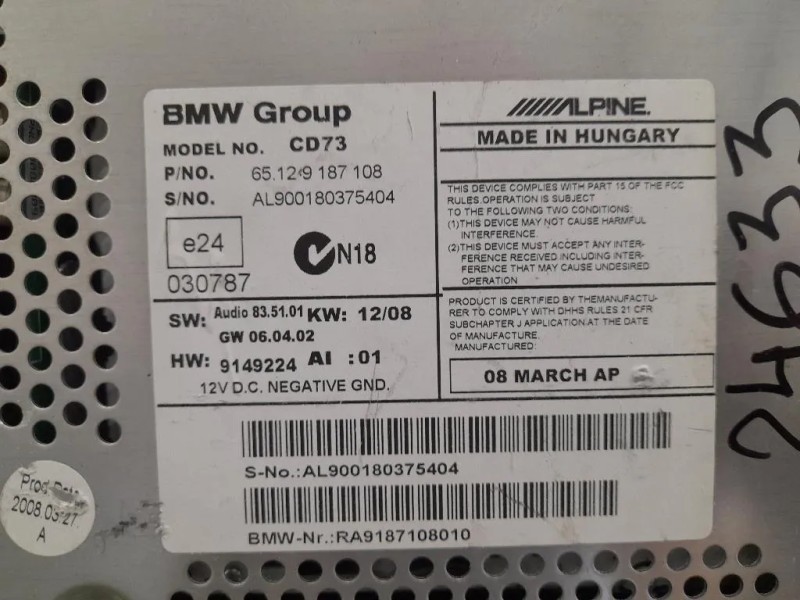 BMW Group
MODEL NO. CD73
P/NO. 65.12-9 187 108
S/NO. AL900180375404
e24
N18
030787
SW: Audio 83.51.01 KW: 12/08
GW 06.04.02
HW: 9149224 AI :01
12V D.C. NEGATIVE GND.
ALPINE.
MADE IN HUNGARY
THIS DEVICE COMPLIES WITH PART 15 OF THE FCC
RULES.OPERATION IS SUBJECT
TO THE FOLLOWING TWO CONDITIONS:
(1)THIS DEVICE MAY NOT CAUSE HARMFUL
INTERFERENCE.
(2)THIS DEVICE MUST ACCEPT ANY INTER-
FERENCE RECEIVED INCLUDING INTER-
FERENCE THAT MAY CAUSE UNDESIRED
OPERATION
PRODUCT IS CERTIFIED BY THEMANUFACTU-
RER TO COMPLY WITH DHHS RULES 21 CFR
SUBCHAPTER J APPLICATION AT THE DATE
OF MANUFACTURE.
MANUFACTURED:
08 MARCH AP
S-No.:AL900180375404
BMW-Nr.:RA9187108010
Prod
2008.03.27
A
24633